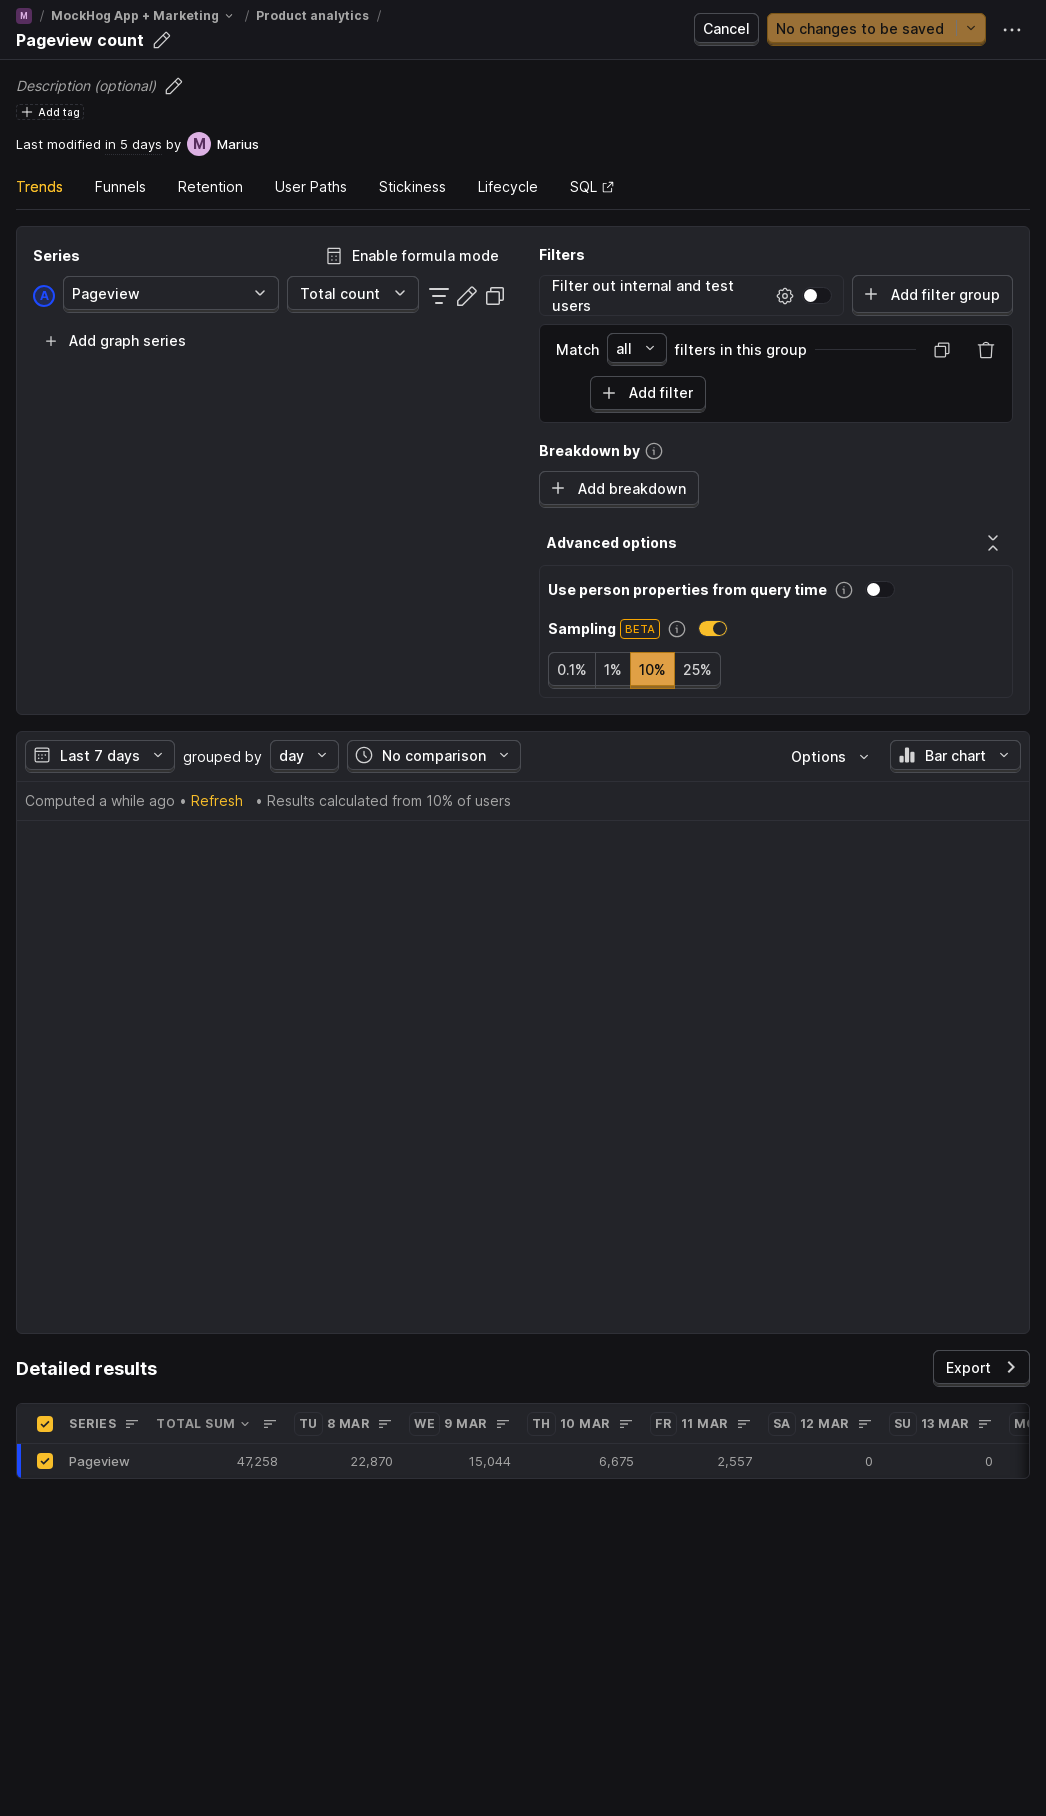 M / MockHog App + Marketing / Product analytics /
Pageview count
Cancel
No changes to be saved
Description (optional)
Add tag
Last modified in 5 days by M Marius
Trends Funnels Retention User Paths Stickiness Lifecycle SQL
Series
Enable formula mode
A Pageview Total count
Add graph series
Filters
Filter out internal and test users
Add filter group
Match all filters in this group
Add filter
Breakdown by
Add breakdown
Advanced options
Use person properties from query time
Sampling BETA
0.1% 1% 10% 25%
Last 7 days grouped by day No comparison Options Bar chart
Computed a while ago • Refresh • Results calculated from 10% of users
Detailed results
Export
SERIES TOTAL SUM TU 8 MAR WE 9 MAR TH 10 MAR FR 11 MAR SA 12 MAR SU 13 MAR
Pageview 47,258 22,870 15,044 6,675 2,557 0 0